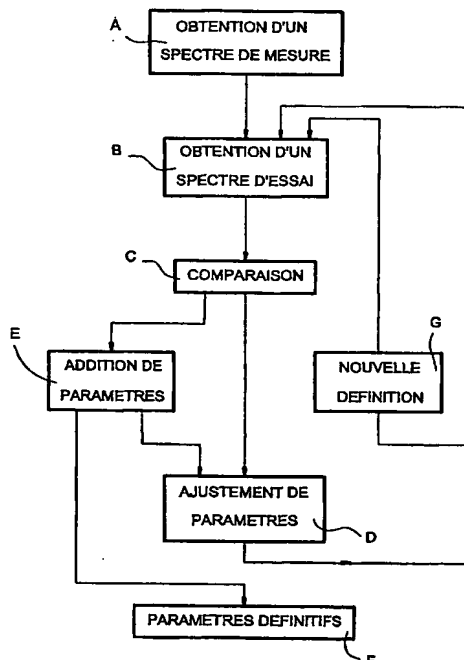 A
OBTENTION D'UN
SPECTRE DE MESURE
B
OBTENTION D'UN
SPECTRE D'ESSAI
C
COMPARAISON
E
ADDITION DE
PARAMETRES
G
NOUVELLE
DEFINITION
AJUSTEMENT DE
PARAMETRES
D
PARAMETRES DEFINITIFS